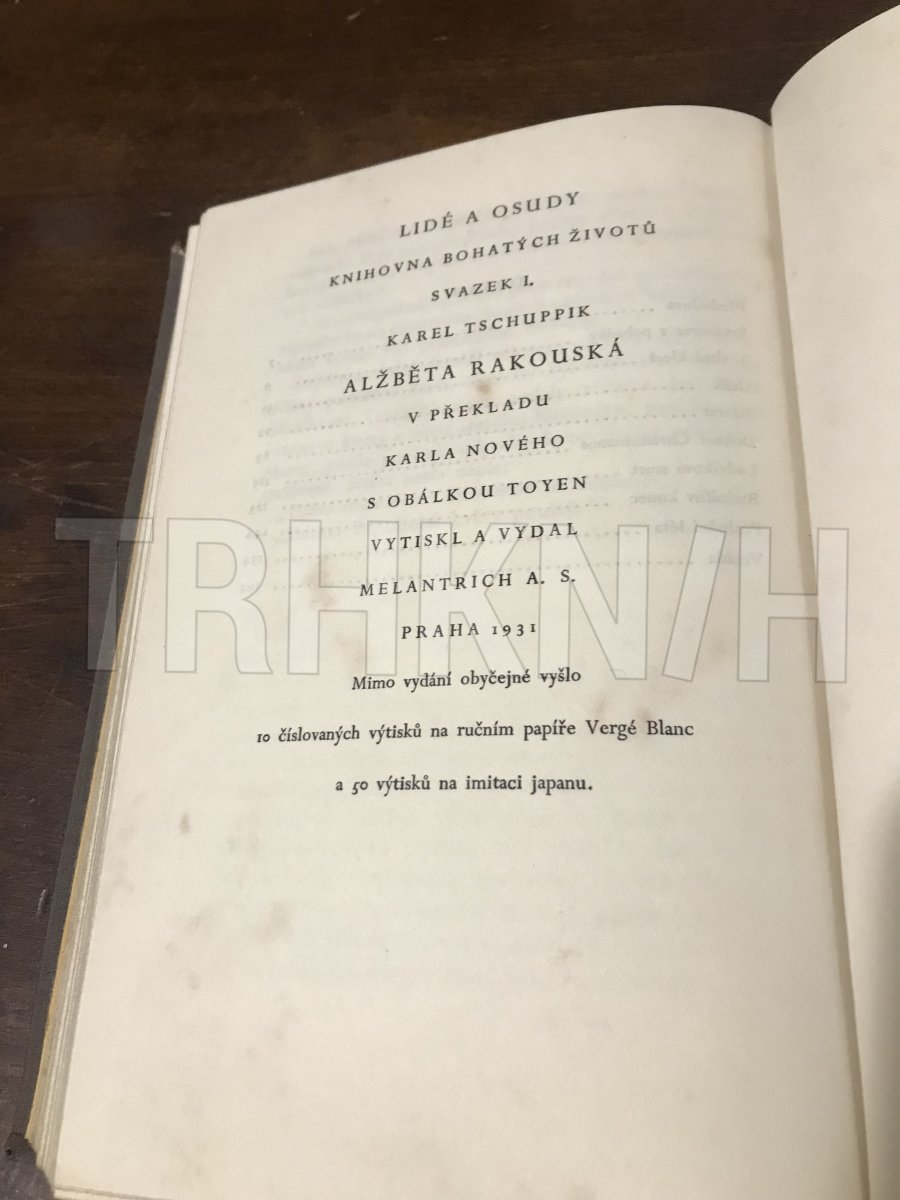 LIDÉ A OSUDY
KNIHOVNA BOHATÝCH ŽIVOTŮ
SVAZEK I.
KAREL TSCHUPPIK
ALŽBĚTA RAKOUSKÁ
V PŘEKLADU
KARLA NOVÉHO
S OBÁLKOU TOYEN
VYTISKL A VYDAL
MELANTRICH A. S.
PRAHA 1931
Mimo vydání obyčejné vyšlo
10 číslovaných výtisků na ručním papíře Vergé Blanc
a 50 výtisků na imitaci japanu.
TRHKNIH